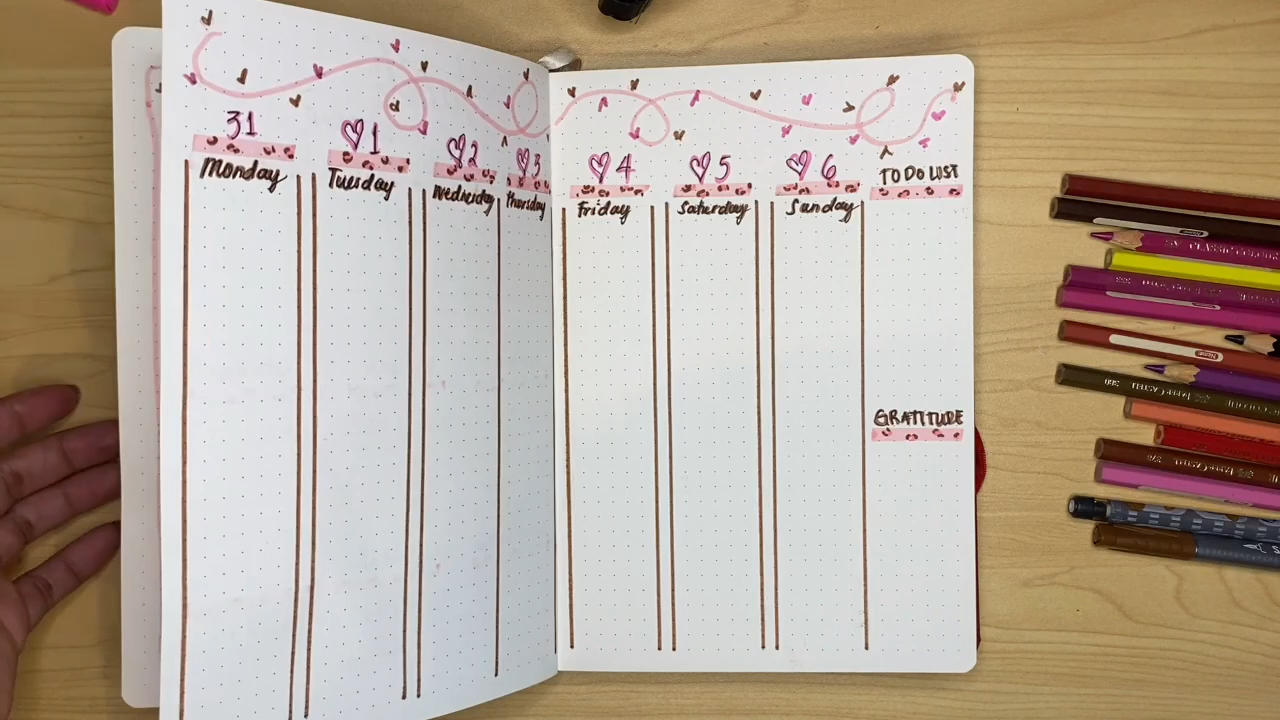 31
1
2
3
4
5
6
Monday
Tuesday
Wednesday
Thursday
Friday
Saturday
Sunday
TO DO LIST
GRATITUDE